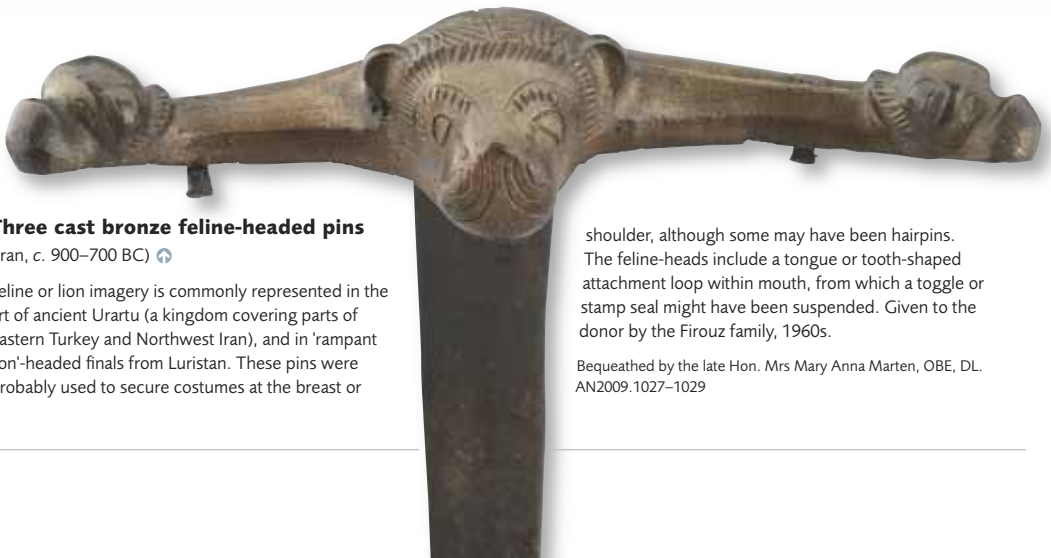 Three cast bronze feline-headed pins
ran, c. 900–700 BC)
eline or lion imagery is commonly represented in the
rt of ancient Urartu (a kingdom covering parts of
astern Turkey and Northwest Iran), and in 'rampant
on'-headed finals from Luristan. These pins were
robably used to secure costumes at the breast or
shoulder, although some may have been hairpins.
The feline-heads include a tongue or tooth-shaped
attachment loop within mouth, from which a toggle or
stamp seal might have been suspended. Given to the
donor by the Firouz family, 1960s.
Bequeathed by the late Hon. Mrs Mary Anna Marten, OBE, DL.
AN2009.1027–1029